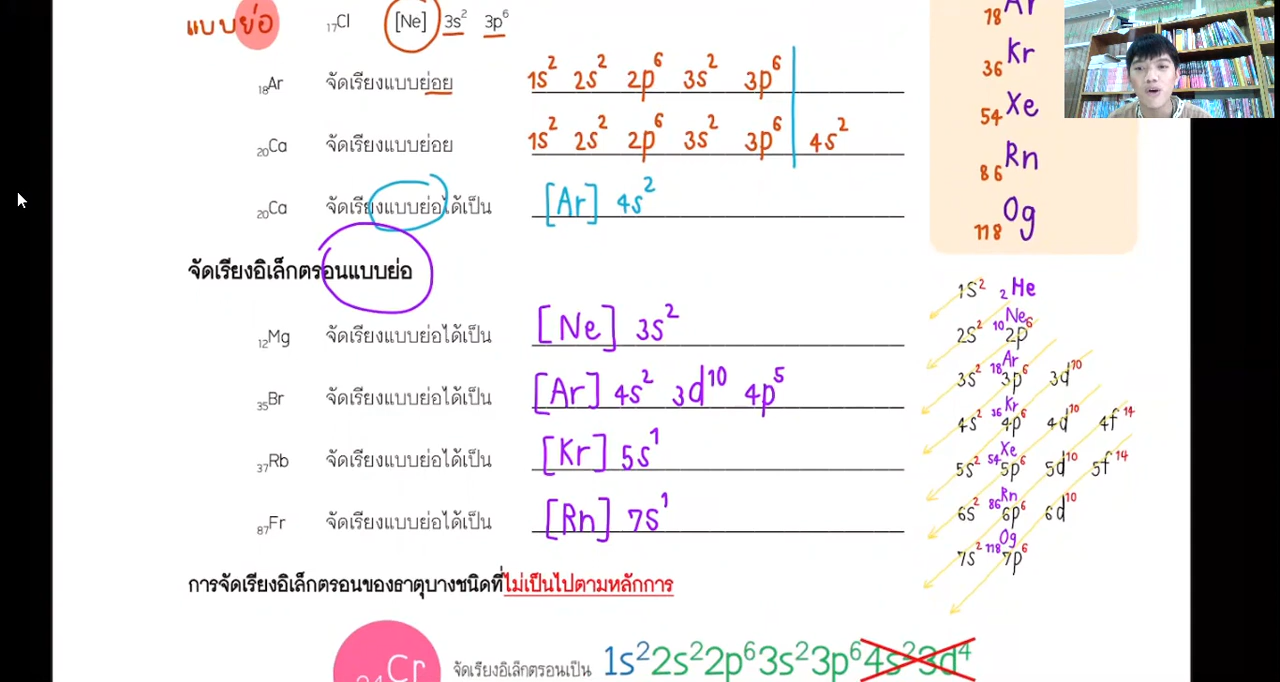 แบบย่อ ₁₇Cl [Ne] 3s² 3p⁶
₁₈Ar จัดเรียงแบบย่อย 1s² 2s² 2p⁶ 3s² 3p⁶
₂₀Ca จัดเรียงแบบย่อย 1s² 2s² 2p⁶ 3s² 3p⁶ 4s²
₂₀Ca จัดเรียงแบบย่อได้เป็น [Ar] 4s²
จัดเรียงอิเล็กตรอนแบบย่อ
₁₂Mg จัดเรียงแบบย่อได้เป็น [Ne] 3s²
₃₅Br จัดเรียงแบบย่อได้เป็น [Ar] 4s² 3d¹⁰ 4p⁵
₃₇Rb จัดเรียงแบบย่อได้เป็น [Kr] 5s¹
₈₇Fr จัดเรียงแบบย่อได้เป็น [Rn] 7s¹
การจัดเรียงอิเล็กตรอนของธาตุบางชนิดที่ไม่เป็นไปตามหลักการ
₂₄Cr จัดเรียงอิเล็กตรอนเป็น 1s²2s²2p⁶3s²3p⁶4s²3d⁴
₁₈Ar
₃₆Kr
₅₄Xe
₈₆Rn
₁₁₈Og
1s² ₂He
₁₀Ne
2s² 2p⁶
₁₈Ar
3s² 3p⁶ 3d¹⁰
₃₆Kr
4s² 4p⁶ 4d¹⁰ 4f¹⁴
₅₄Xe
5s² 5p⁶ 5d¹⁰ 5f¹⁴
₈₆Rn
6s² 6p⁶ 6d¹⁰
₁₁₈Og
7s² 7p⁶